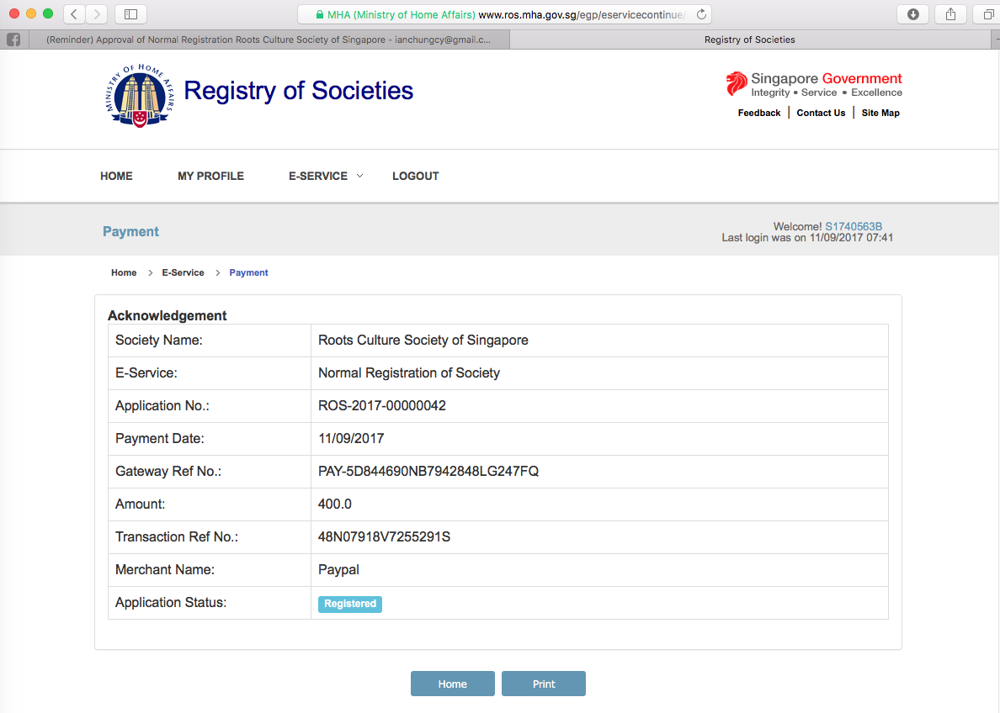 MHA (Ministry of Home Affairs) www.ros.mha.gov.sg/egp/eservicecontinue/
(Reminder) Approval of Normal Registration Roots Culture Society of Singapore - ianchungcy@gmail.c...
Registry of Societies
MINISTRY OF HOME AFFAIRS
Registry of Societies
Singapore Government
Integrity • Service • Excellence
Feedback | Contact Us | Site Map
HOME
MY PROFILE
E-SERVICE
LOGOUT
Payment
Welcome! S1740563B
Last login was on 11/09/2017 07:41
Home > E-Service > Payment
Acknowledgement
Society Name: Roots Culture Society of Singapore
E-Service: Normal Registration of Society
Application No.: ROS-2017-00000042
Payment Date: 11/09/2017
Gateway Ref No.: PAY-5D844690NB7942848LG247FQ
Amount: 400.0
Transaction Ref No.: 48N07918V7255291S
Merchant Name: Paypal
Application Status: Registered
Home
Print